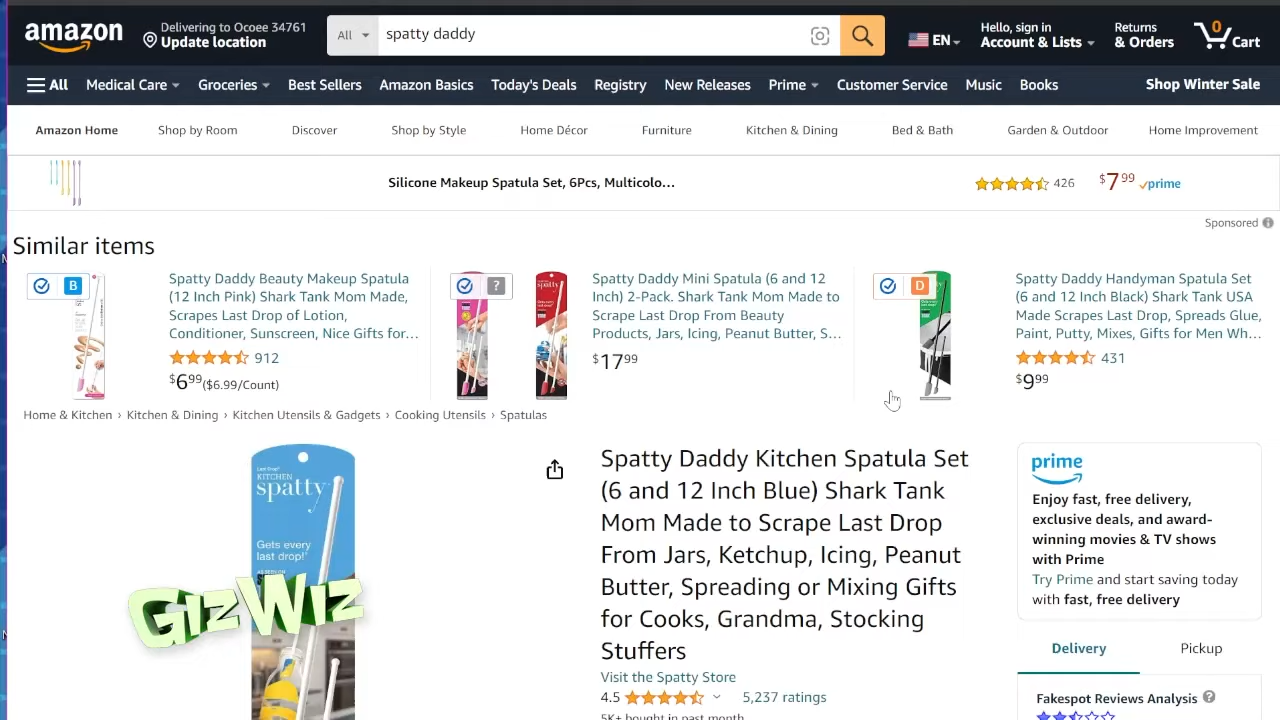 amazon
Delivering to Ocoee 34761
Update location
All
spatty daddy
EN
Hello, sign in
Account & Lists
Returns
& Orders
0
Cart
All
Medical Care
Groceries
Best Sellers
Amazon Basics
Today's Deals
Registry
New Releases
Prime
Customer Service
Music
Books
Shop Winter Sale
Amazon Home
Shop by Room
Discover
Shop by Style
Home Décor
Furniture
Kitchen & Dining
Bed & Bath
Garden & Outdoor
Home Improvement
Silicone Makeup Spatula Set, 6Pcs, Multicolo...
426
$7 99
prime
Sponsored
Similar items
B
Spatty Daddy Beauty Makeup Spatula
(12 Inch Pink) Shark Tank Mom Made,
Scrapes Last Drop of Lotion,
Conditioner, Sunscreen, Nice Gifts for...
912
$6 99 ($6.99/Count)
?
spatty
Spatty Daddy Mini Spatula (6 and 12
Inch) 2-Pack. Shark Tank Mom Made to
Scrape Last Drop From Beauty
Products, Jars, Icing, Peanut Butter, S...
$17 99
D
Spatty Daddy Handyman Spatula Set
(6 and 12 Inch Black) Shark Tank USA
Made Scrapes Last Drop, Spreads Glue,
Paint, Putty, Mixes, Gifts for Men Wh...
431
$9 99
Home & Kitchen › Kitchen & Dining › Kitchen Utensils & Gadgets › Cooking Utensils › Spatulas
Last Drop!
KITCHEN
spatty
Gets every
last drop!
AS SEEN ON
GizWiz
Spatty Daddy Kitchen Spatula Set
(6 and 12 Inch Blue) Shark Tank
Mom Made to Scrape Last Drop
From Jars, Ketchup, Icing, Peanut
Butter, Spreading or Mixing Gifts
for Cooks, Grandma, Stocking
Stuffers
Visit the Spatty Store
4.5
5,237 ratings
5K+ bought in past month
prime
Enjoy fast, free delivery,
exclusive deals, and award-
winning movies & TV shows
with Prime
Try Prime and start saving today
with fast, free delivery
Delivery
Pickup
Fakespot Reviews Analysis
?